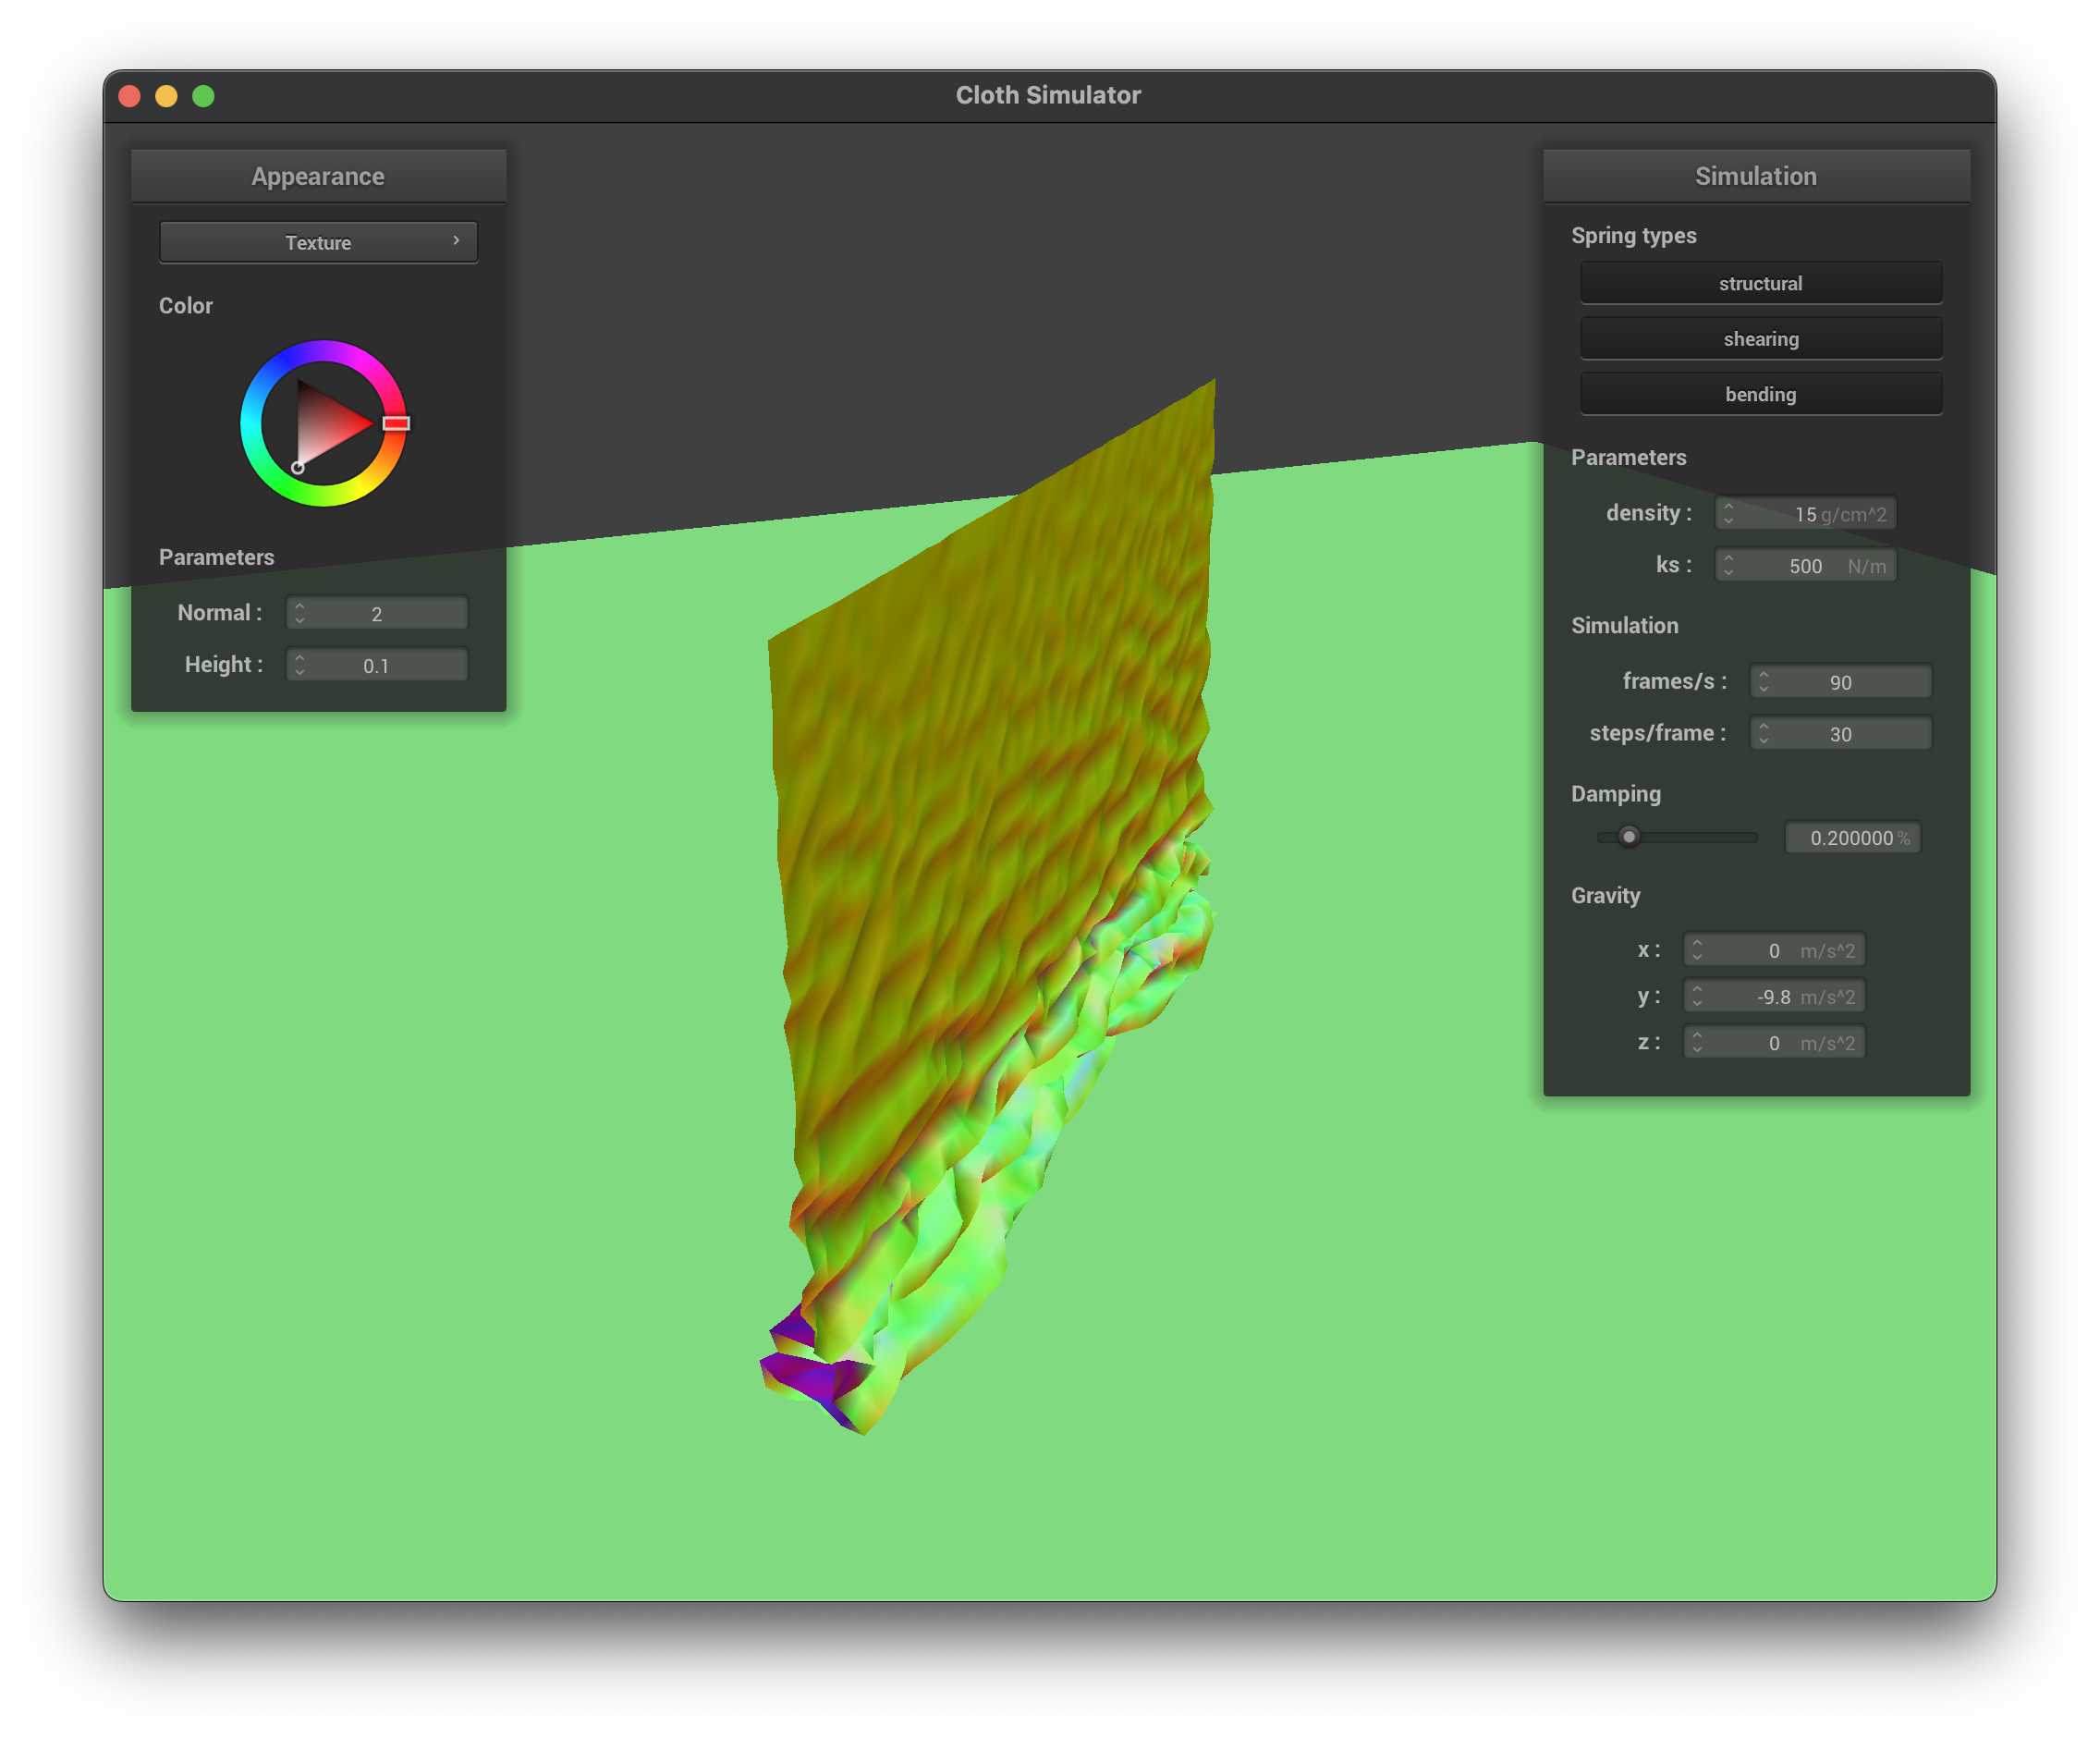 Cloth Simulator
Appearance
Texture
Color
Parameters
Normal : 2
Height : 0.1
Simulation
Spring types
structural
shearing
bending
Parameters
density : 15 g/cm^2
ks : 500 N/m
Simulation
frames/s : 90
steps/frame : 30
Damping
0.200000 %
Gravity
x : 0 m/s^2
y : -9.8 m/s^2
z : 0 m/s^2